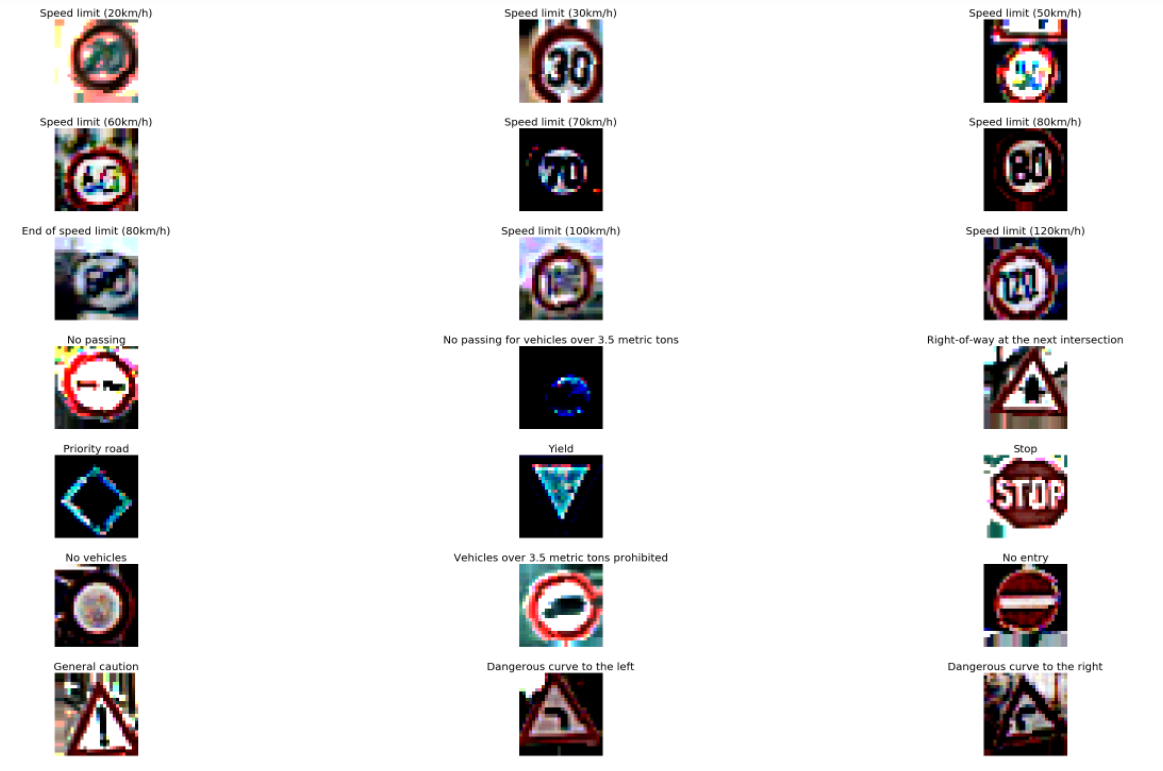 Speed limit (20km/h)
Speed limit (30km/h)
Speed limit (50km/h)
30
Speed limit (60km/h)
Speed limit (70km/h)
Speed limit (80km/h)
70
80
End of speed limit (80km/h)
Speed limit (100km/h)
Speed limit (120km/h)
120
No passing
No passing for vehicles over 3.5 metric tons
Right-of-way at the next intersection
Priority road
Yield
Stop
STOP
No vehicles
Vehicles over 3.5 metric tons prohibited
No entry
General caution
Dangerous curve to the left
Dangerous curve to the right